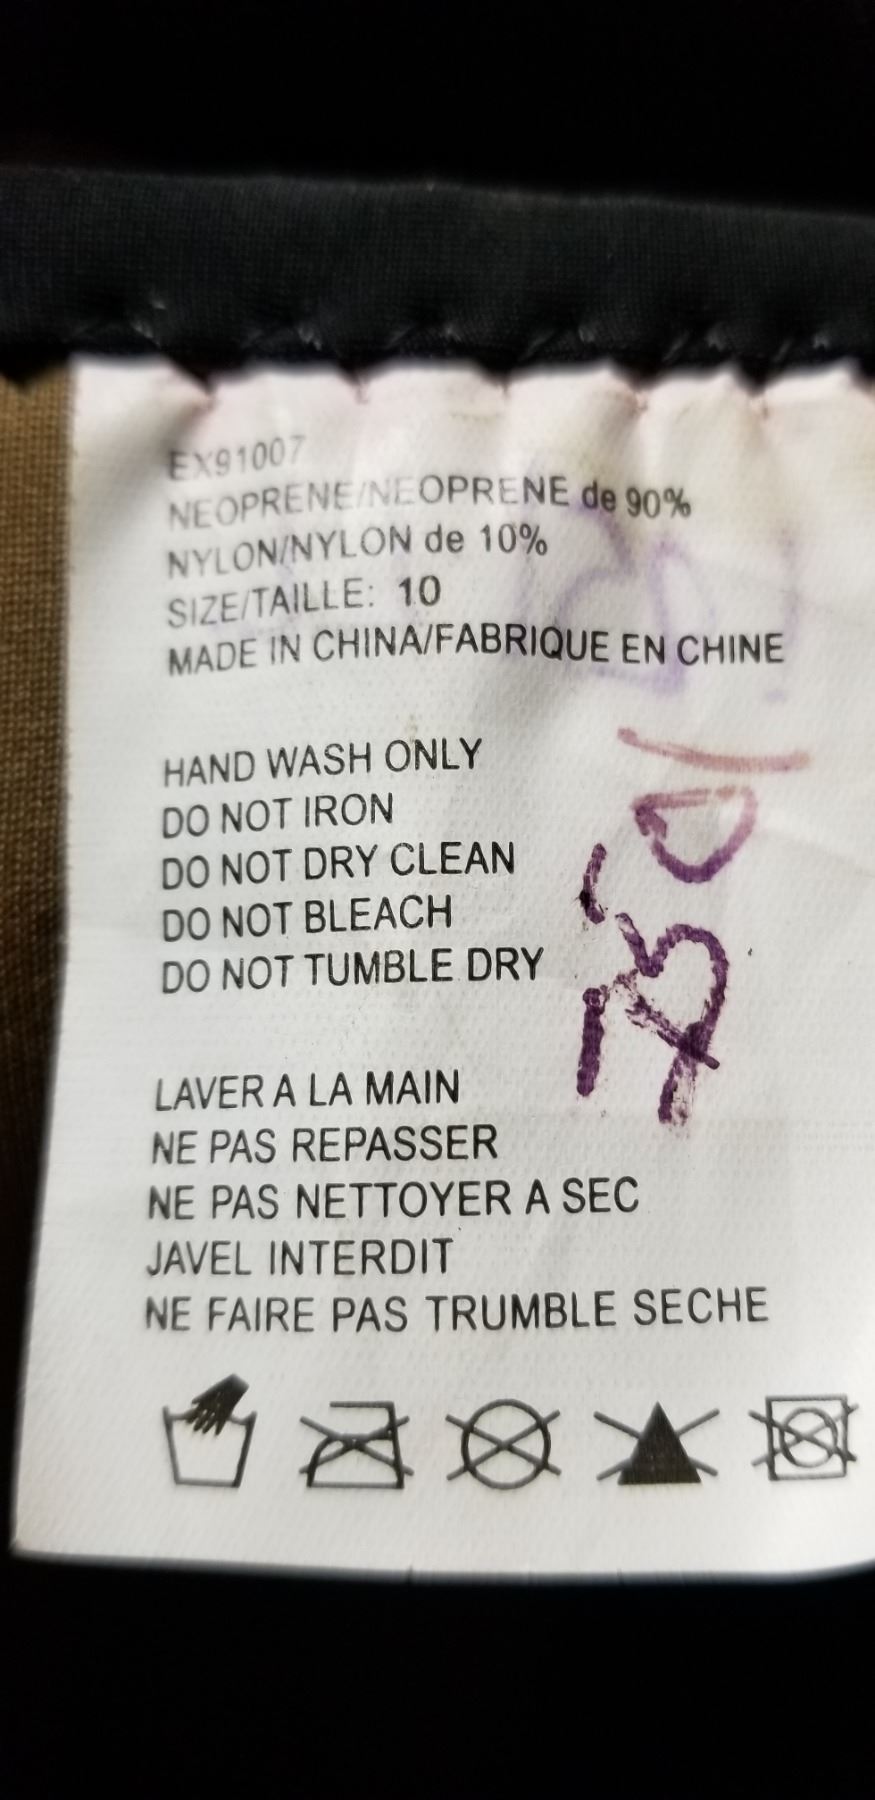 EX91007
NEOPRENE/NEOPRENE de 90%
NYLON/NYLON de 10%
SIZE/TAILLE: 10
MADE IN CHINA/FABRIQUE EN CHINE
HAND WASH ONLY
DO NOT IRON
DO NOT DRY CLEAN
DO NOT BLEACH
DO NOT TUMBLE DRY
LAVER A LA MAIN
NE PAS REPASSER
NE PAS NETTOYER A SEC
JAVEL INTERDIT
NE FAIRE PAS TRUMBLE SECHE